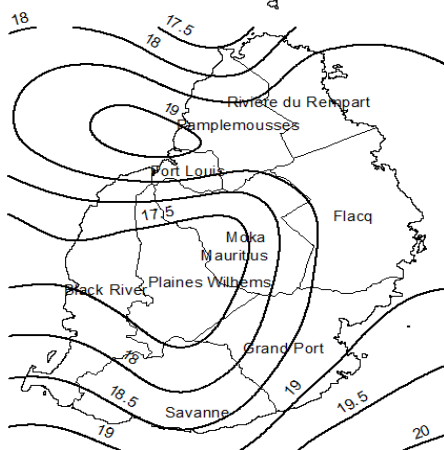 18
17.5
18
19
Riviere du Rempart
Pamplemousses
Port Louis
17.5
Flacq
Moka
Mauritius
Plaines Wilhems
Black River
Grand Port
18
18.5
19
19.5
Savanne
19
20